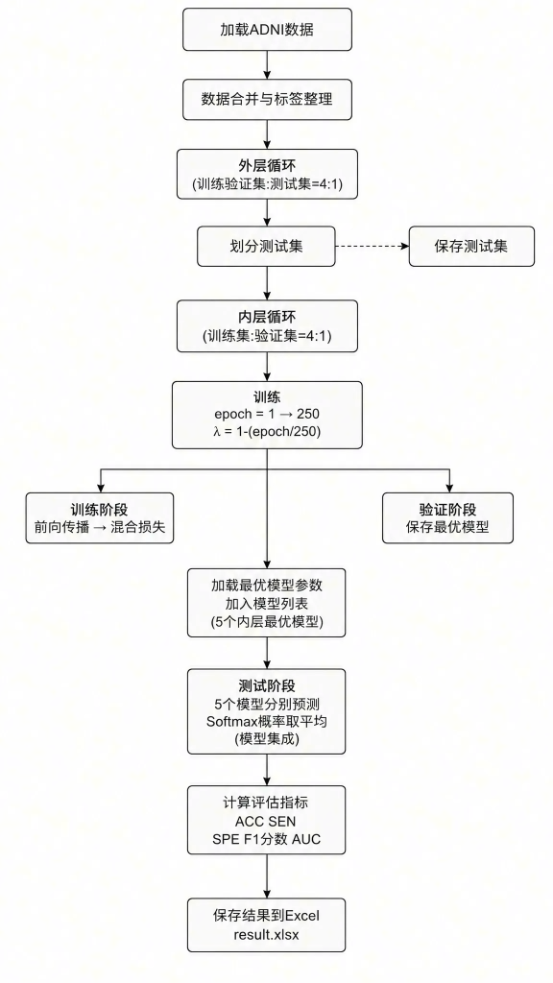 加载ADNI数据
数据合并与标签整理
外层循环
(训练验证集:测试集=4:1)
划分测试集
保存测试集
内层循环
(训练集:验证集=4:1)
训练
epoch = 1 → 250
λ = 1-(epoch/250)
训练阶段
前向传播 → 混合损失
验证阶段
保存最优模型
加载最优模型参数
加入模型列表
(5个内层最优模型)
测试阶段
5个模型分别预测
Softmax概率取平均
(模型集成)
计算评估指标
ACC SEN
SPE F1分数 AUC
保存结果到Excel
result.xlsx